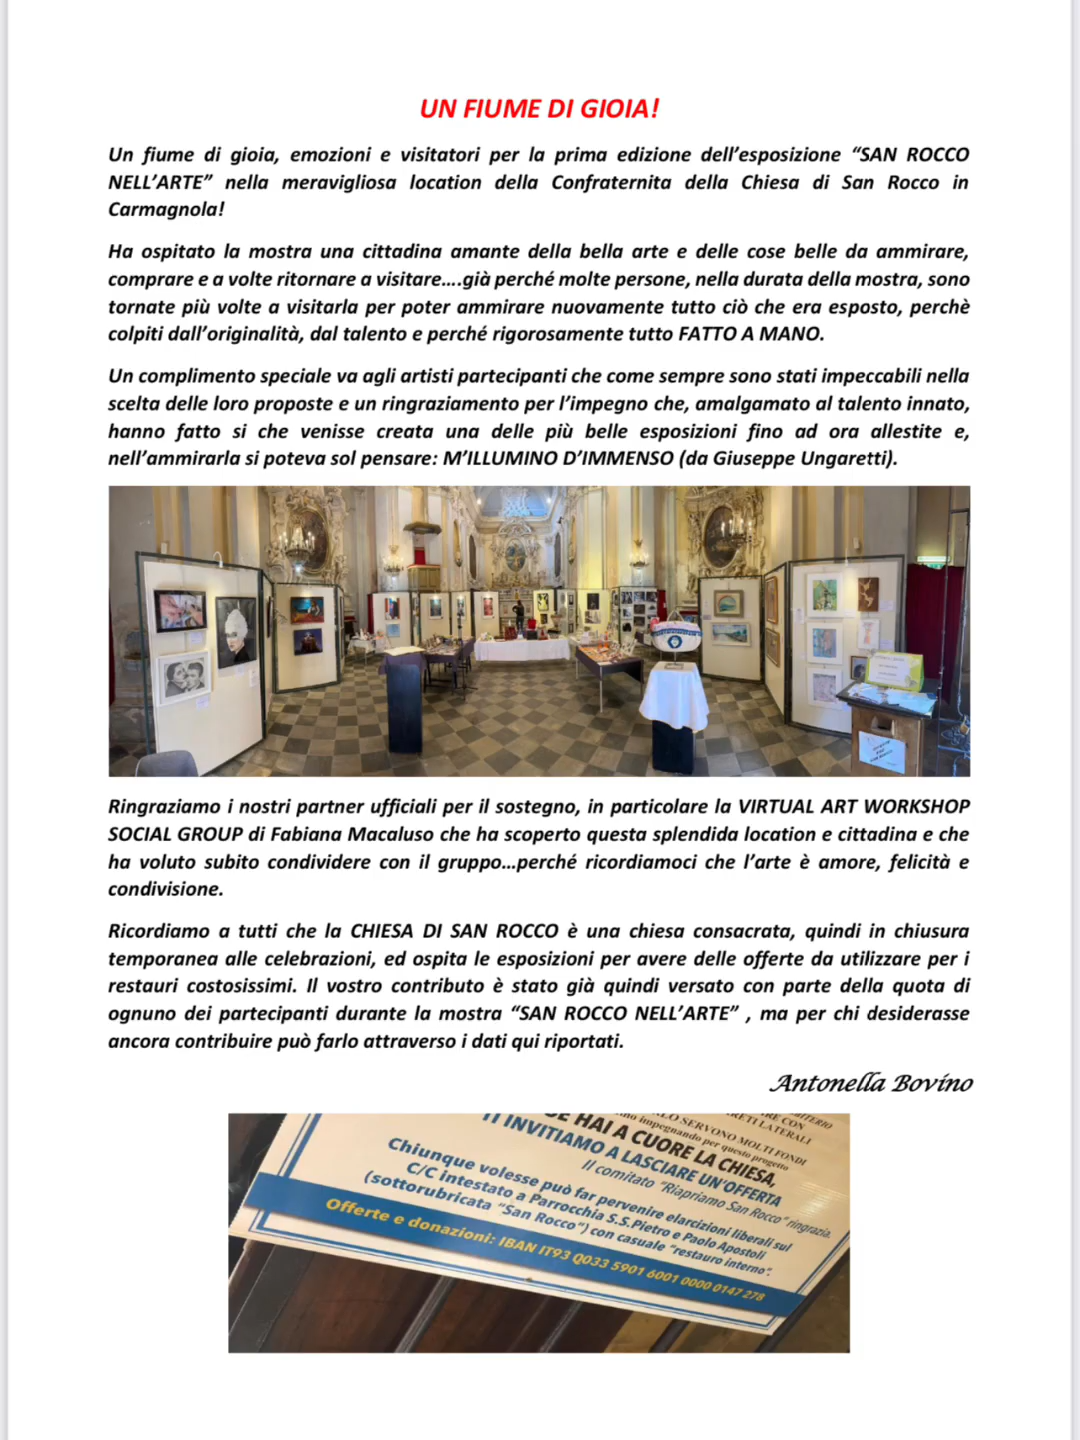 UN FIUME DI GIOIA!
Un fiume di gioia, emozioni e visitatori per la prima edizione dell'esposizione “SAN ROCCO
NELL'ARTE” nella meravigliosa location della Confraternita della Chiesa di San Rocco in
Carmagnola!
Ha ospitato la mostra una cittadina amante della bella arte e delle cose belle da ammirare,
comprare e a volte ritornare a visitare....già perché molte persone, nella durata della mostra, sono
tornate più volte a visitarla per poter ammirare nuovamente tutto ciò che era esposto, perchè
colpiti dall'originalità, dal talento e perché rigorosamente tutto FATTO A MANO.
Un complimento speciale va agli artisti partecipanti che come sempre sono stati impeccabili nella
scelta delle loro proposte e un ringraziamento per l'impegno che, amalgamato al talento innato,
hanno fatto si che venisse creata una delle più belle esposizioni fino ad ora allestite e,
nell'ammirarla si poteva sol pensare: M'ILLUMINO D'IMMENSO (da Giuseppe Ungaretti).
Ringraziamo i nostri partner ufficiali per il sostegno, in particolare la VIRTUAL ART WORKSHOP
SOCIAL GROUP di Fabiana Macaluso che ha scoperto questa splendida location e cittadina e che
ha voluto subito condividere con il gruppo...perché ricordiamoci che l'arte è amore, felicità e
condivisione.
Ricordiamo a tutti che la CHIESA DI SAN ROCCO è una chiesa consacrata, quindi in chiusura
temporanea alle celebrazioni, ed ospita le esposizioni per avere delle offerte da utilizzare per i
restauri costosissimi. Il vostro contributo è stato già quindi versato con parte della quota di
ognuno dei partecipanti durante la mostra “SAN ROCCO NELL'ARTE” , ma per chi desiderasse
ancora contribuire può farlo attraverso i dati qui riportati.
Antonella Bovino
RE CON
RETI LATERALI
LO SERVONO MOLTI FONDI
no impegnando per questo progetto
SE HAI A CUORE LA CHIESA,
TI INVITIAMO A LASCIARE UN'OFFERTA
Il comitato "Riapriamo San Rocco" ringrazia.
Chiunque volesse può far pervenire elarcizioni liberali sul
C/C intestato a Parrocchia S.S.Pietro e Paolo Apostoli
(sottorubricata "San Rocco") con casuale "restauro interno".
Offerte e donazioni: IBAN IT93 Q033 5901 6001 0000 0147 278